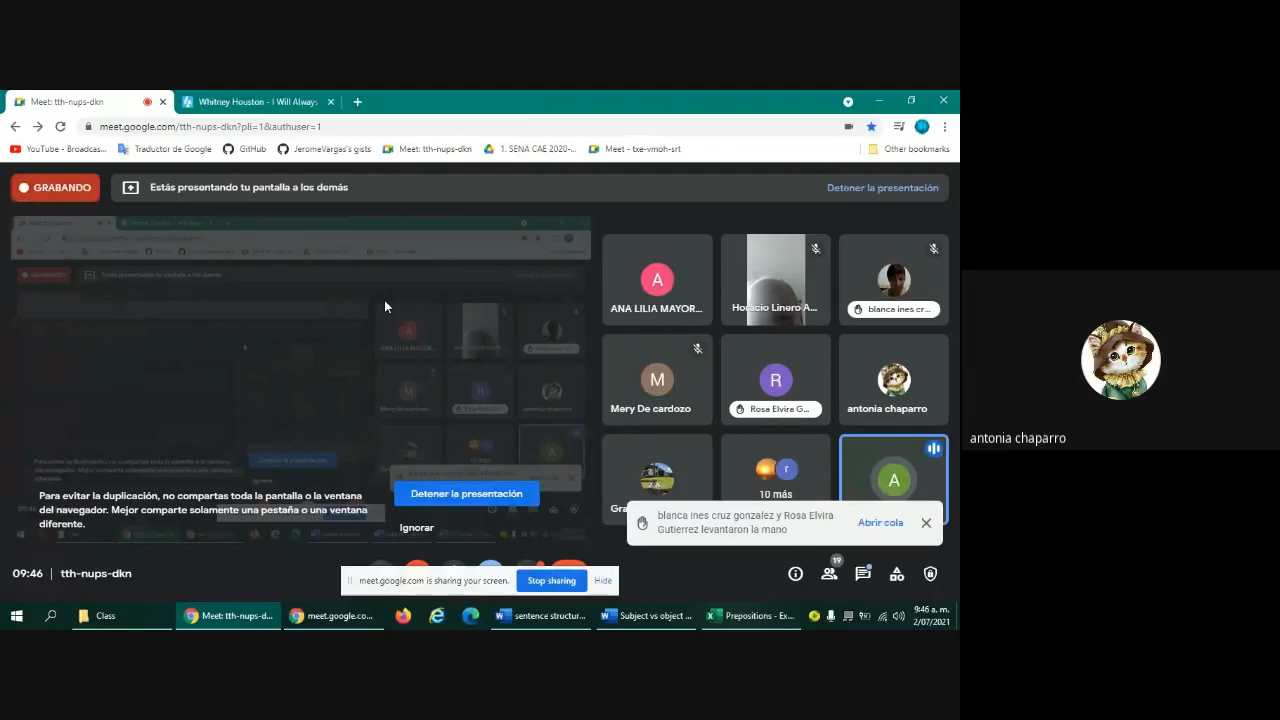 Meet: tth-nups-dkn
Whitney Houston - I Will Always
meet.google.com/tth-nups-dkn?pli=1&authuser=1
YouTube - Broadcas...
Traductor de Google
GitHub
JeromeVargas's gists
Meet: tth-nups-dkn
1. SENA CAE 2020-...
Meet - txe-vmoh-srt
Other bookmarks
GRABANDO
Estás presentando tu pantalla a los demás
Detener la presentación
A
ANA LILIA MAYOR...
Horacio Linero A...
blanca ines cr...
M
Mery De cardozo
R
Rosa Elvira G...
antonia chaparro
Gra
r
10 más
A
Para evitar la duplicación, no compartas toda la pantalla o la ventana
del navegador. Mejor comparte solamente una pestaña o una ventana
diferente.
Detener la presentación
Ignorar
blanca ines cruz gonzalez y Rosa Elvira
Gutierrez levantaron la mano
Abrir cola
09:46
tth-nups-dkn
meet.google.com is sharing your screen.
Stop sharing
Hide
19
Class
Meet: tth-nups-d...
meet.google.co...
sentence structur...
Subject vs object ...
Prepositions - Ex...
9:46 a. m.
2/07/2021
antonia chaparro